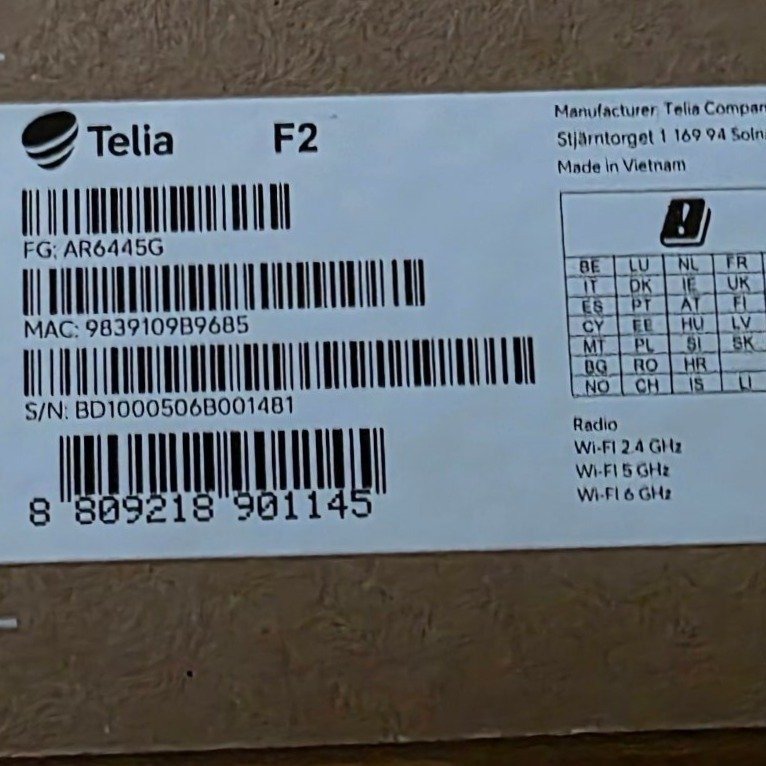 Telia F2
FG: AR6445G
MAC: 9839109B9685
S/N: BD1000506B001481
8 809218 901145
Manufacturer: Telia
Stjärntorget 1 169 94
Made in Vietnam
BE LU NL FR
IT DK IE UK
ES PT AT FI
CY EE HU LV
MT PL SI SK
BG RO HR
NO CH IS LI
Radio
Wi-FI 2.4 GHz
Wi-FI 5 GHz
Wi-FI 6 GHz